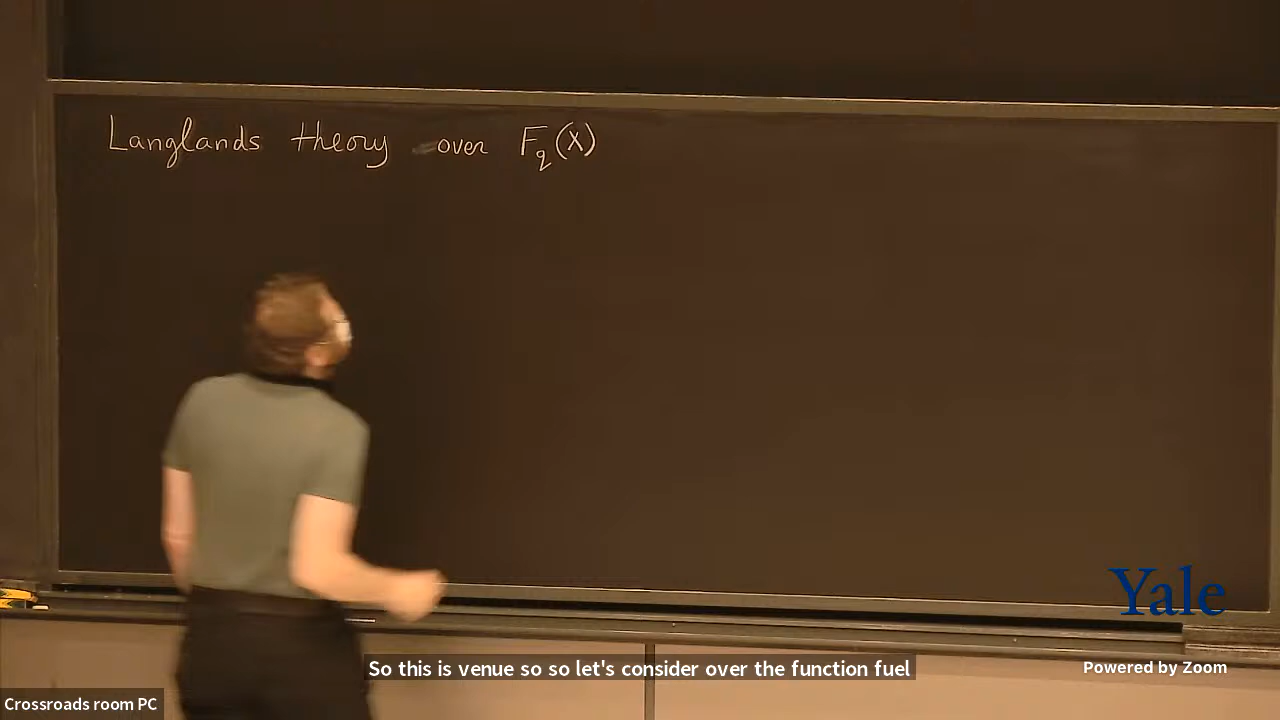 Langlands theory over F_q(X)
Yale
So this is venue so so let's consider over the function fuel
Powered by Zoom
Crossroads room PC